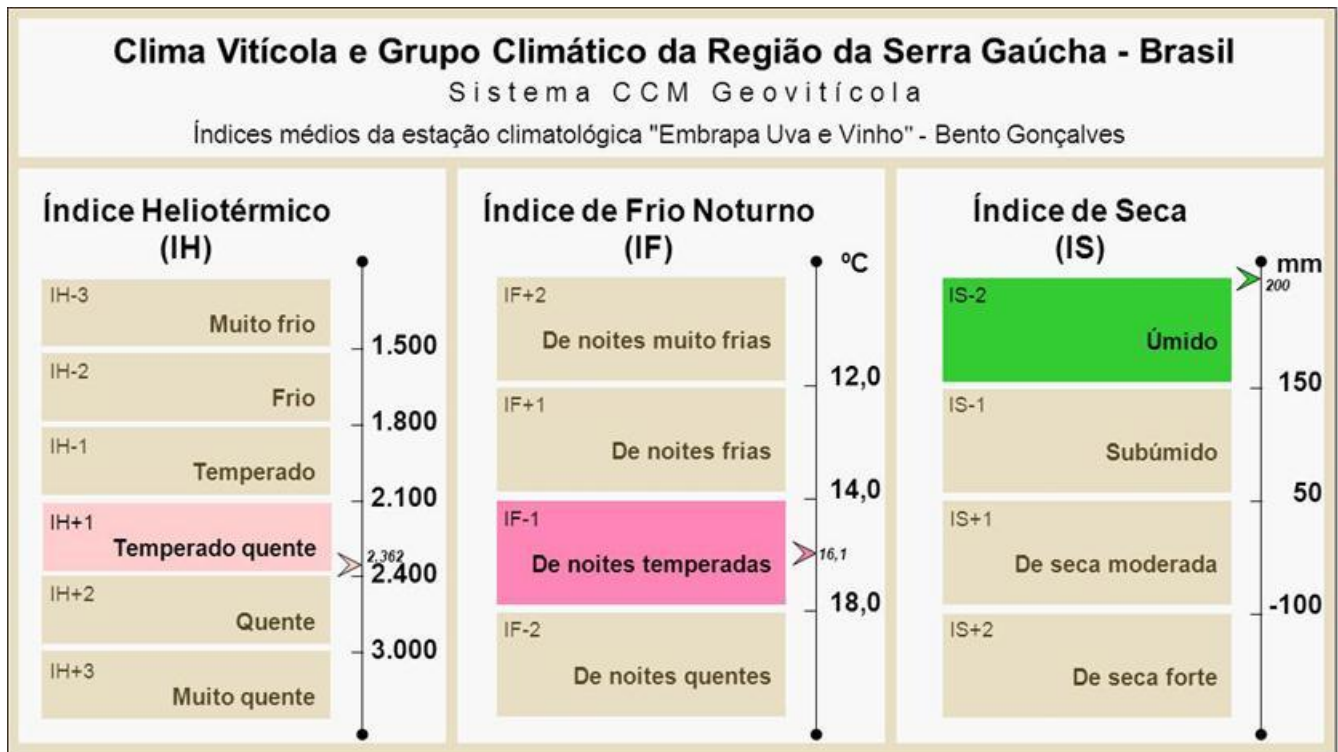 Clima Vitícola e Grupo Climático da Região da Serra Gaúcha - Brasil
Sistema CCM Geovitícola
Índices médios da estação climatológica "Embrapa Uva e Vinho" - Bento Gonçalves
Índice Heliotérmico
(IH)
IH-3
Muito frio
1.500
IH-2
Frio
1.800
IH-1
Temperado
2.100
IH+1
Temperado quente
2.362
2.400
IH+2
Quente
3.000
IH+3
Muito quente
Índice de Frio Noturno
(IF)
ºC
IF+2
De noites muito frias
12,0
IF+1
De noites frias
14,0
IF-1
De noites temperadas
16,1
18,0
IF-2
De noites quentes
Índice de Seca
(IS)
mm
200
IS-2
Úmido
150
IS-1
Subúmido
50
IS+1
De seca moderada
-100
IS+2
De seca forte